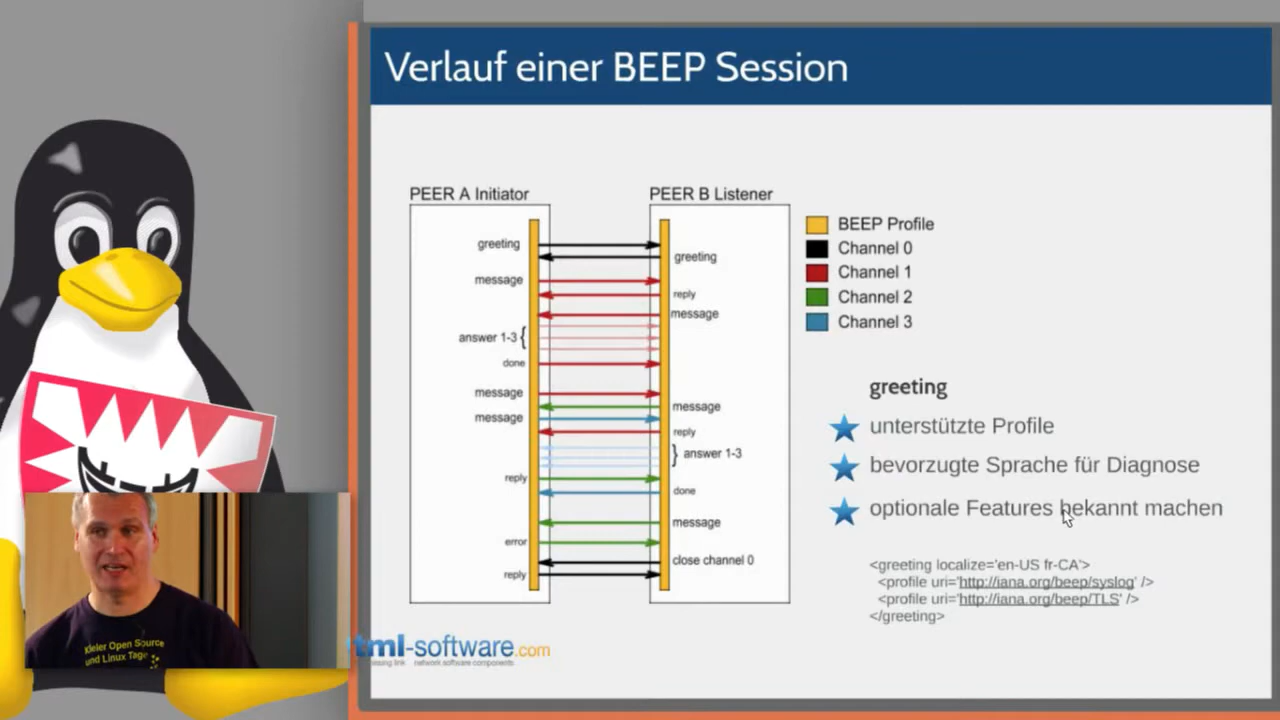 Verlauf einer BEEP Session
PEER A Initiator
PEER B Listener
greeting
greeting
message
reply
message
answer 1-3
done
message
message
message
reply
answer 1-3
reply
done
message
error
close channel 0
reply
BEEP Profile
Channel 0
Channel 1
Channel 2
Channel 3
greeting
unterstützte Profile
bevorzugte Sprache für Diagnose
optionale Features bekannt machen
<greeting localize='en-US fr-CA'>
<profile uri='http://iana.org/beep/syslog' />
<profile uri='http://iana.org/beep/TLS' />
</greeting>
tml-software.com
link network software components
Kieler Open Source
und Linux Tage